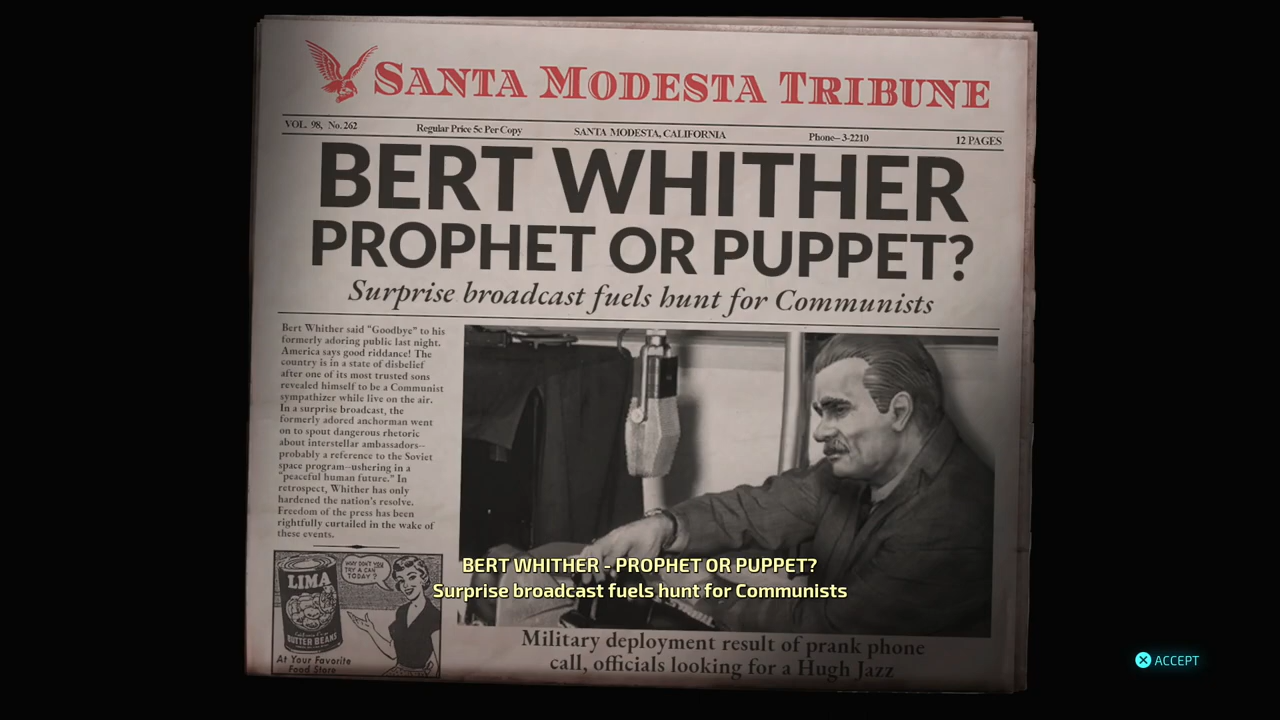 SANTA MODESTA TRIBUNE
VOL. 98, No. 262
Regular Price 5c Per Copy
SANTA MODESTA, CALIFORNIA
Phone–3-2210
12 PAGES
BERT WHITHER
PROPHET OR PUPPET?
Surprise broadcast fuels hunt for Communists
Bert Whither said "Goodbye" to his
formerly adoring public last night.
America says good riddance! The
country is in a state of disbelief
after one of its most trusted sons
revealed himself to be a Communist
sympathizer while live on the air.
In a surprise broadcast, the
formerly adored anchorman went
on to spout dangerous rhetoric
about interstellar ambassadors--
probably a reference to the Soviet
space program--ushering in a
"peaceful human future." In
retrospect, Whither has only
hardened the nation's resolve.
Freedom of the press has been
rightfully curtailed in the wake of
these events.
LIMA
BUTTER BEANS
WHY DON'T YOU
TRY A CAN
TODAY?
At Your Favorite
Food Store
BERT WHITHER - PROPHET OR PUPPET?
Surprise broadcast fuels hunt for Communists
Military deployment result of prank phone
call, officials looking for a Hugh Jazz
ACCEPT